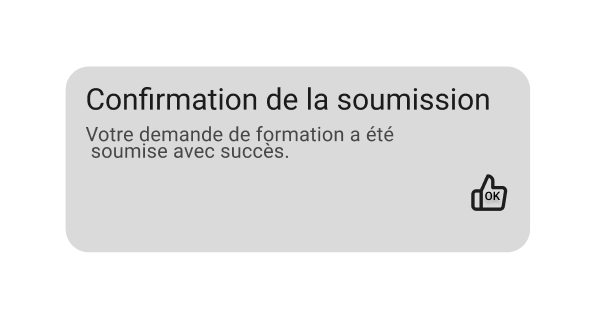 Confirmation de la soumission
Votre demande de formation a été
soumise avec succès.
OK